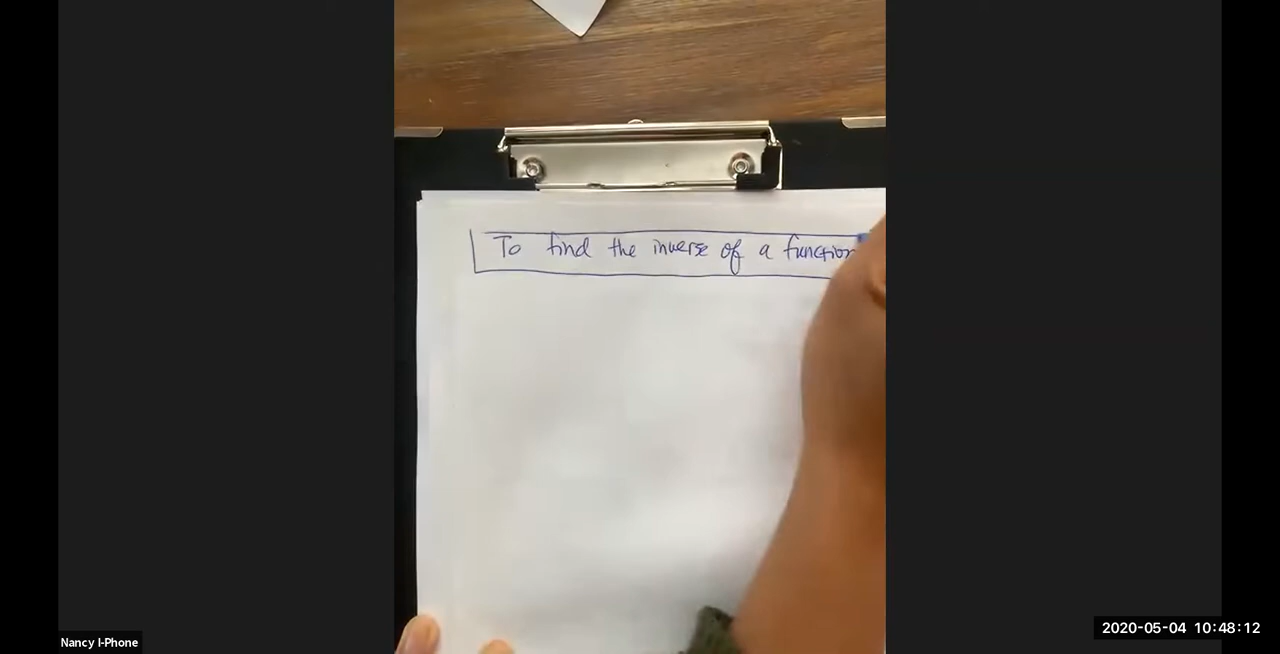 To find the inverse of a function
Nancy I-Phone
2020-05-04 10:48:12